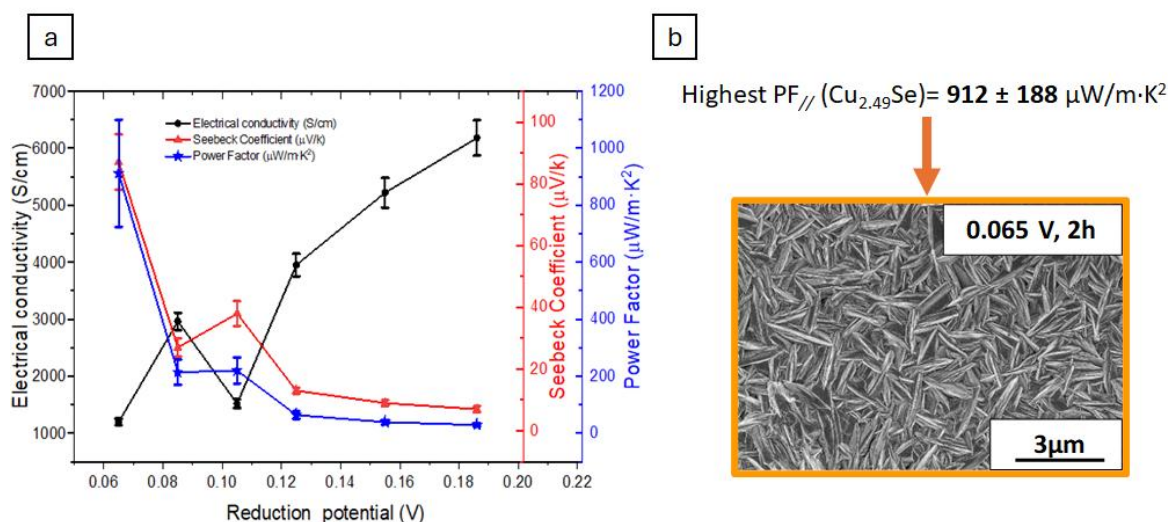 a
b
7000
6000
5000
4000
3000
2000
1000
Electrical conductivity (S/cm)
Electrical conductivity (S/cm)
Seebeck Coefficient (μV/k)
Power Factor (μW/m·K²)
0.06
0.08
0.10
0.12
0.14
0.16
0.18
0.20
0.22
Reduction potential (V)
100
80
60
40
20
0
Seebeck Coefficient (μV/k)
1200
1000
800
600
400
200
0
Power Factor (μW/m·K²)
Highest PF// (Cu2.49Se)= 912 ± 188 μW/m·K²
0.065 V, 2h
3μm